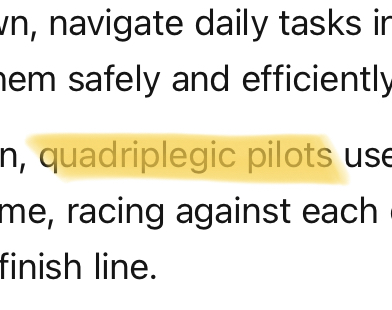 wn, navigate daily tasks in
hem safely and efficiently
n, quadriplegic pilots use
me, racing against each
finish line.